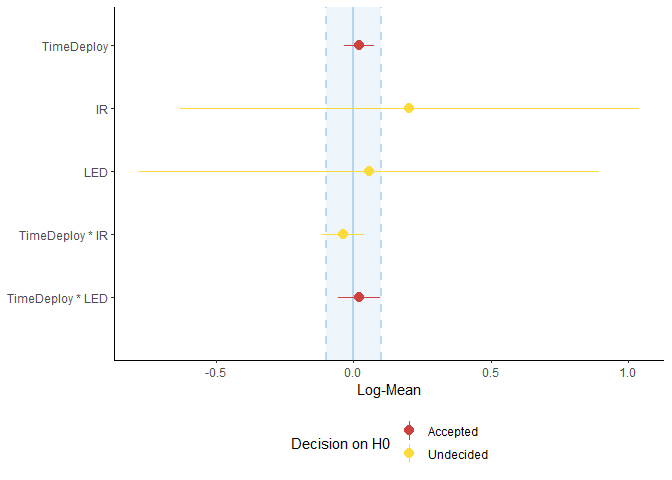 TimeDeploy
IR
LED
TimeDeploy * IR
TimeDeploy * LED
-0.5 0.0 0.5 1.0
Log-Mean
Decision on H0
Accepted
Undecided